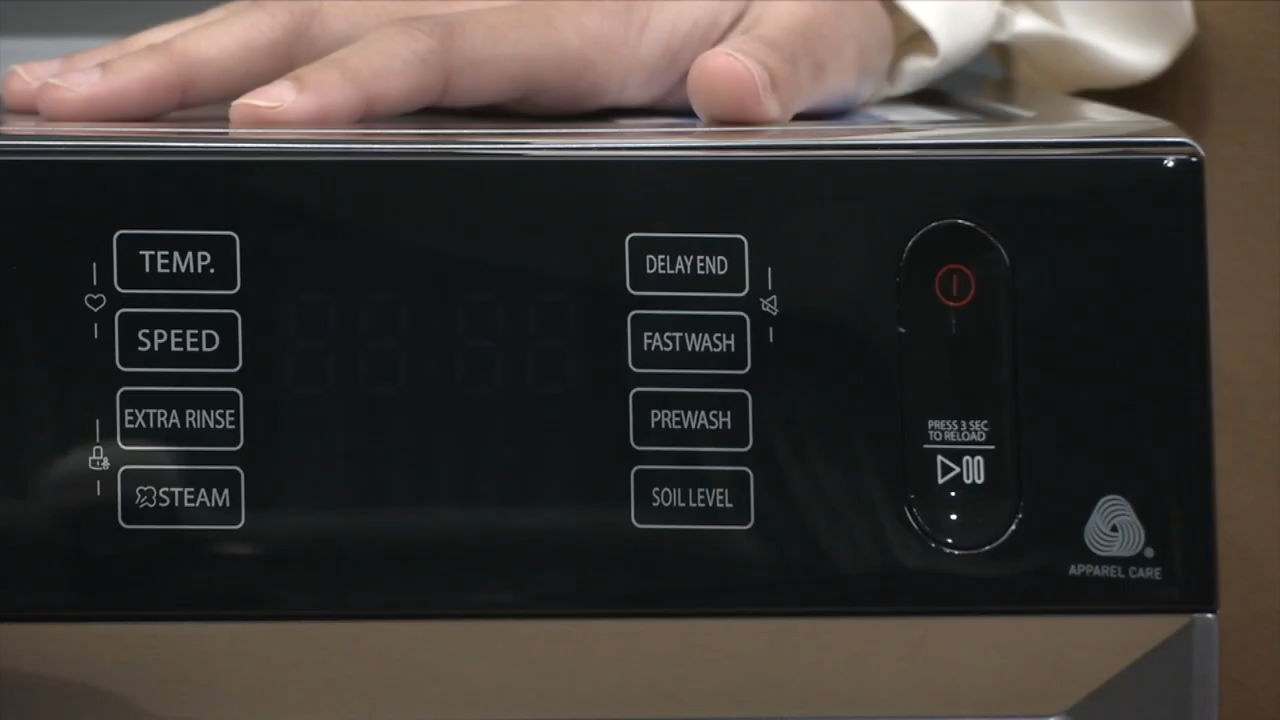 TEMP.
SPEED
EXTRA RINSE
STEAM
DELAY END
FAST WASH
PREWASH
SOIL LEVEL
PRESS 3 SEC
TO RELOAD
APPAREL CARE